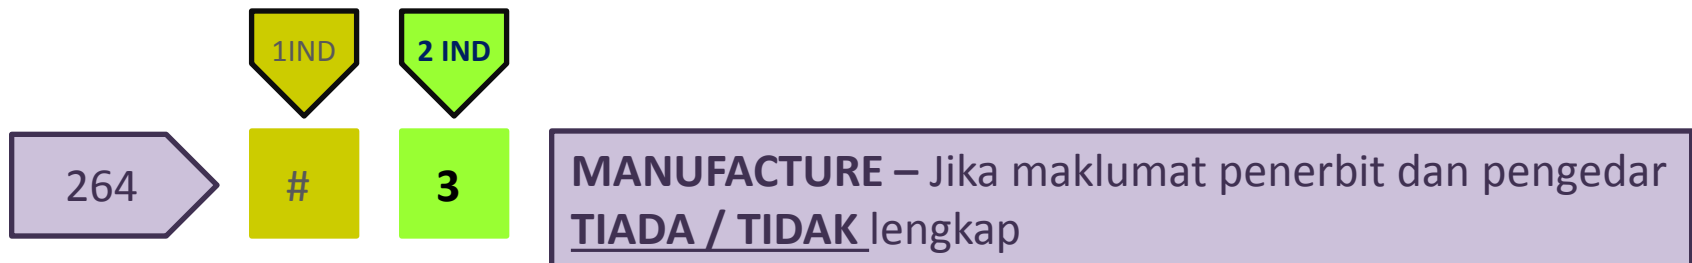 1IND
2 IND
264
#
3
MANUFACTURE – Jika maklumat penerbit dan pengedar
TIADA / TIDAK lengkap